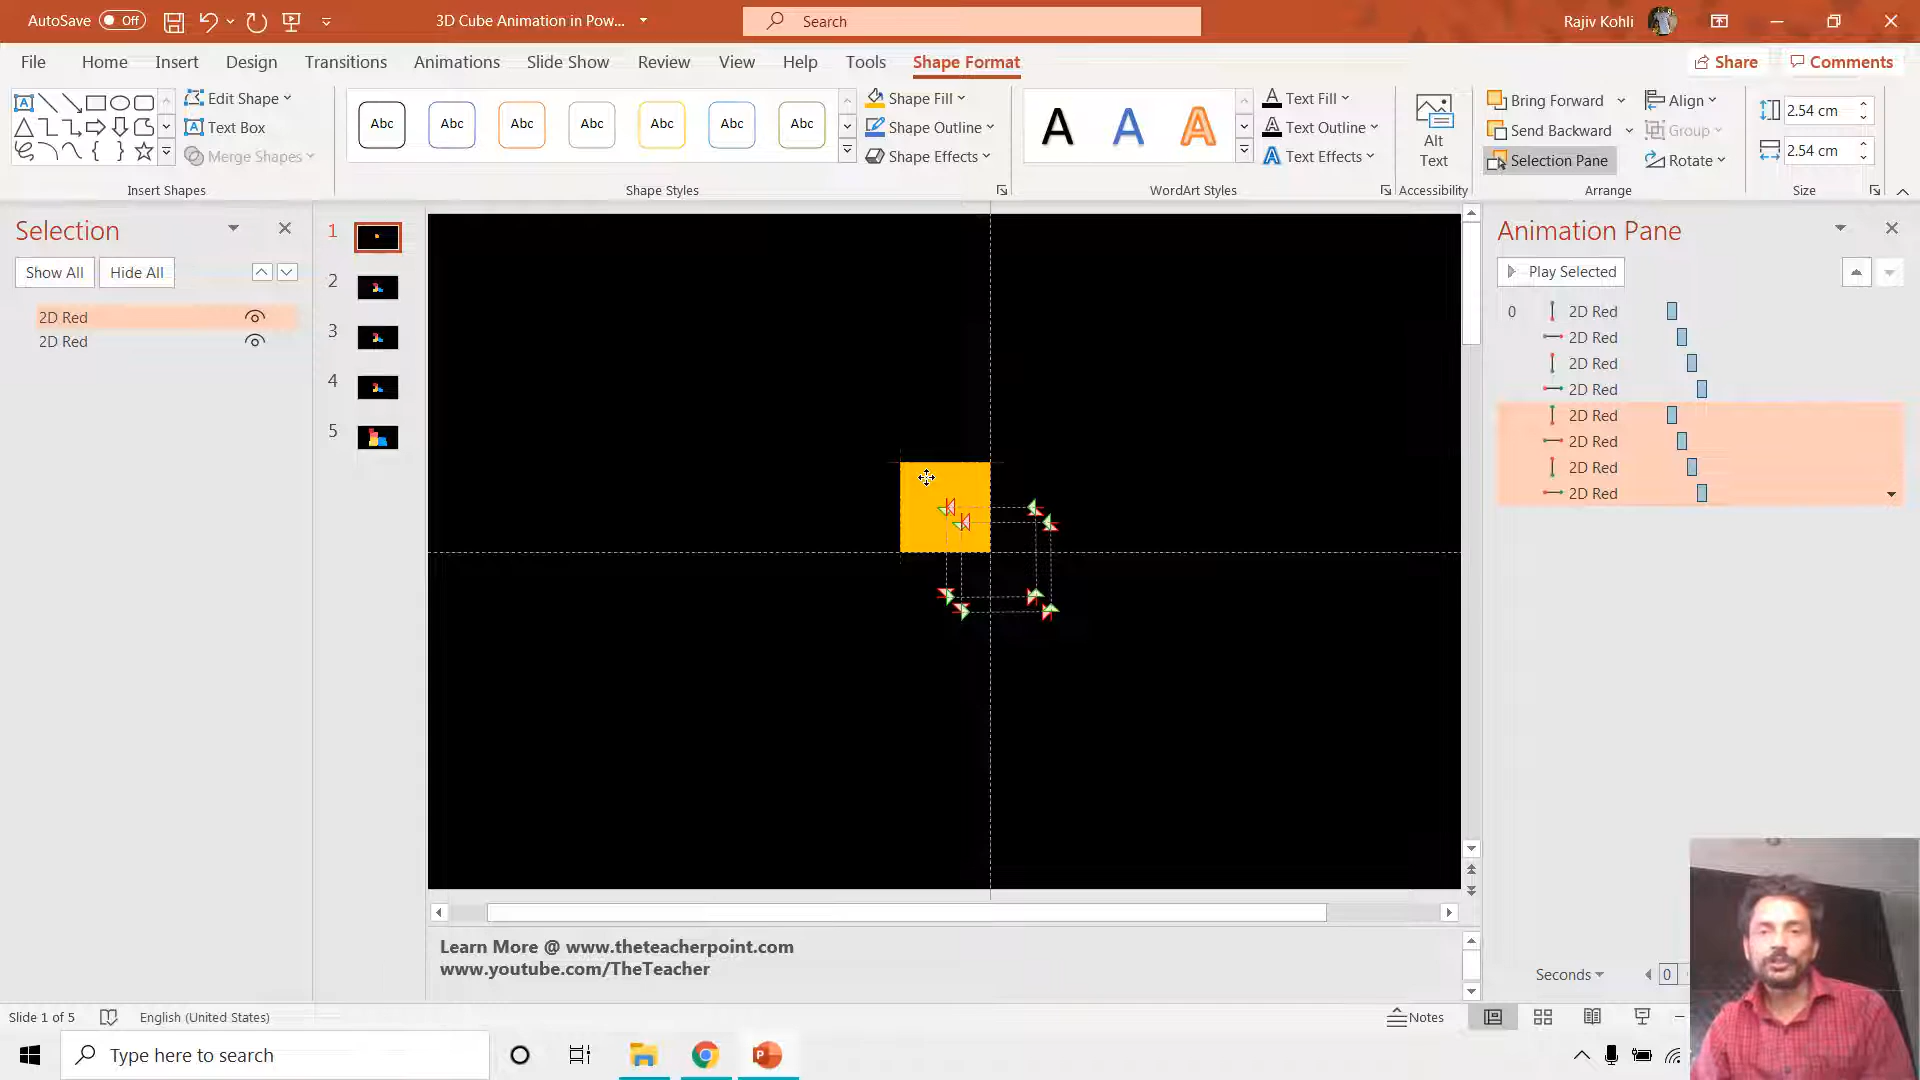 AutoSave Off 3D Cube Animation in Pow... Search Rajiv Kohli
File Home Insert Design Transitions Animations Slide Show Review View Help Tools Shape Format Share Comments
Edit Shape
Text Box
Merge Shapes
Insert Shapes
Abc Abc Abc Abc Abc Abc Abc
Shape Styles
Shape Fill
Shape Outline
Shape Effects
A A A
WordArt Styles
A Text Fill
A Text Outline
A Text Effects
Alt
Text
Accessibility
Bring Forward
Send Backward
Selection Pane
Align
Group
Rotate
Arrange
2.54 cm
2.54 cm
Size
Selection
Show All Hide All
2D Red
2D Red
1
2
3
4
5
Animation Pane
Play Selected
0 2D Red
2D Red
2D Red
2D Red
2D Red
2D Red
2D Red
2D Red
Seconds 0
Learn More @ www.theteacherpoint.com
www.youtube.com/TheTeacher
Slide 1 of 5 English (United States) Notes
Type here to search